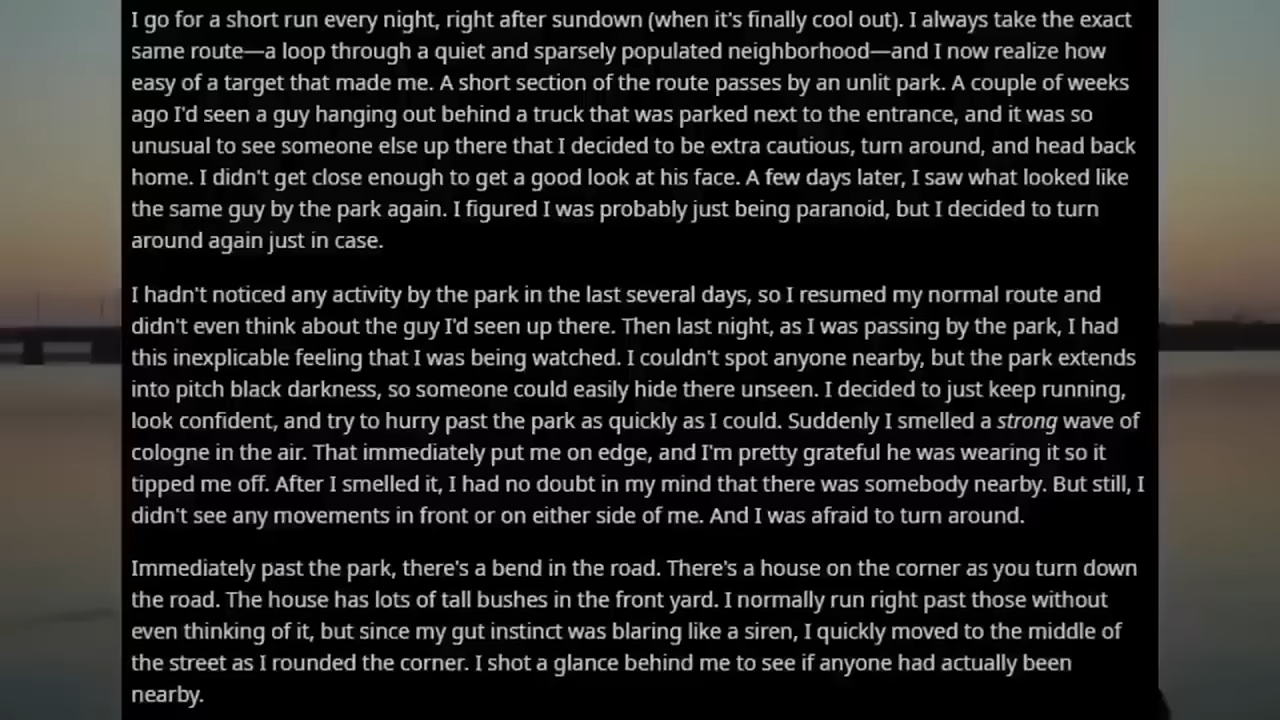 I go for a short run every night, right after sundown (when it's finally cool out). I always take the exact
same route—a loop through a quiet and sparsely populated neighborhood—and I now realize how
easy of a target that made me. A short section of the route passes by an unlit park. A couple of weeks
ago I'd seen a guy hanging out behind a truck that was parked next to the entrance, and it was so
unusual to see someone else up there that I decided to be extra cautious, turn around, and head back
home. I didn't get close enough to get a good look at his face. A few days later, I saw what looked like
the same guy by the park again. I figured I was probably just being paranoid, but I decided to turn
around again just in case.
I hadn't noticed any activity by the park in the last several days, so I resumed my normal route and
didn't even think about the guy I'd seen up there. Then last night, as I was passing by the park, I had
this inexplicable feeling that I was being watched. I couldn't spot anyone nearby, but the park extends
into pitch black darkness, so someone could easily hide there unseen. I decided to just keep running,
look confident, and try to hurry past the park as quickly as I could. Suddenly I smelled a strong wave of
cologne in the air. That immediately put me on edge, and I'm pretty grateful he was wearing it so it
tipped me off. After I smelled it, I had no doubt in my mind that there was somebody nearby. But still, I
didn't see any movements in front or on either side of me. And I was afraid to turn around.
Immediately past the park, there's a bend in the road. There's a house on the corner as you turn down
the road. The house has lots of tall bushes in the front yard. I normally run right past those without
even thinking of it, but since my gut instinct was blaring like a siren, I quickly moved to the middle of
the street as I rounded the corner. I shot a glance behind me to see if anyone had actually been
nearby.